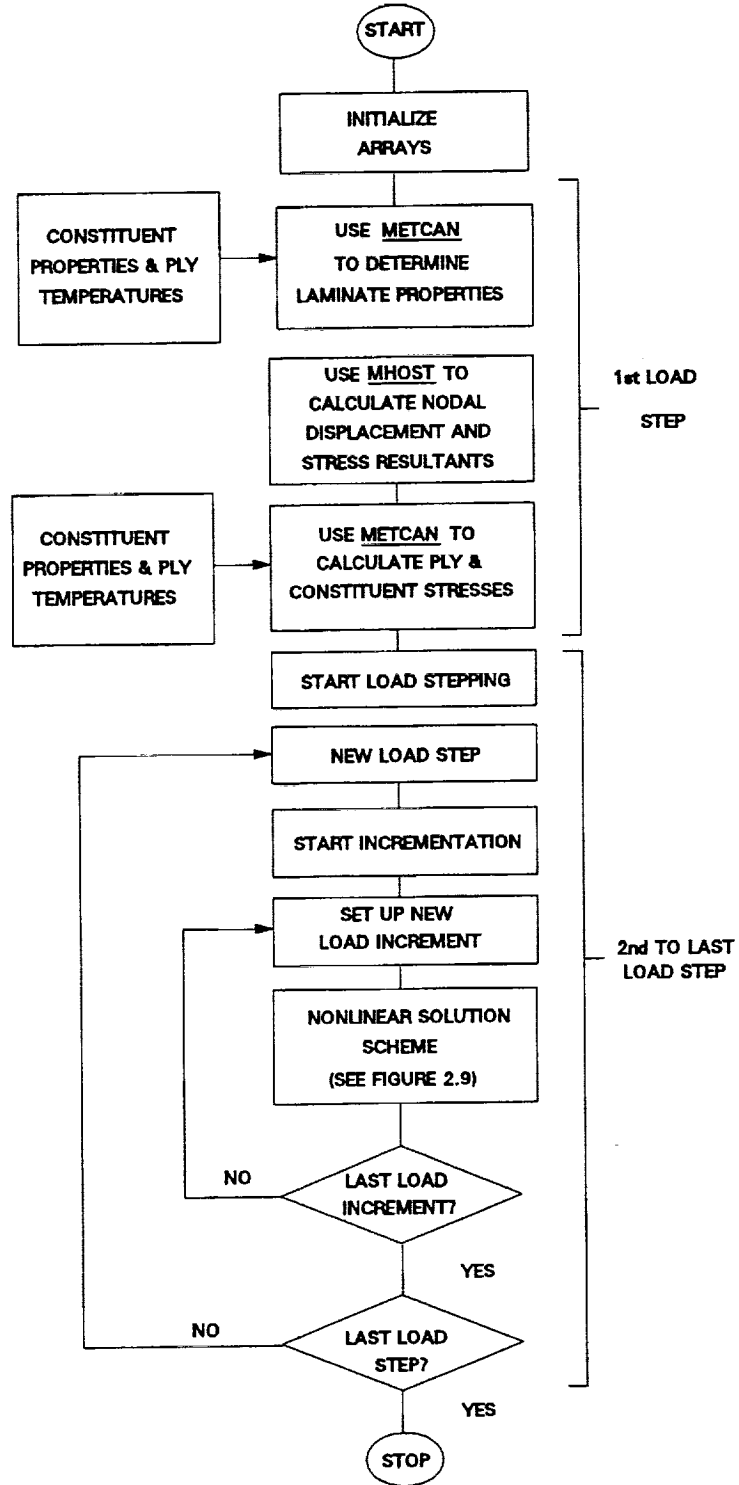 START
INITIALIZE
ARRAYS
CONSTITUENT
PROPERTIES & PLY
TEMPERATURES
USE METCAN
TO DETERMINE
LAMINATE PROPERTIES
USE MHOST TO
CALCULATE NODAL
DISPLACEMENT AND
STRESS RESULTANTS
1st LOAD
STEP
CONSTITUENT
PROPERTIES & PLY
TEMPERATURES
USE METCAN TO
CALCULATE PLY &
CONSTITUENT STRESSES
START LOAD STEPPING
NEW LOAD STEP
START INCREMENTATION
SET UP NEW
LOAD INCREMENT
2nd TO LAST
LOAD STEP
NONLINEAR SOLUTION
SCHEME
(SEE FIGURE 2.9)
NO
LAST LOAD
INCREMENT?
YES
NO
LAST LOAD
STEP?
YES
STOP